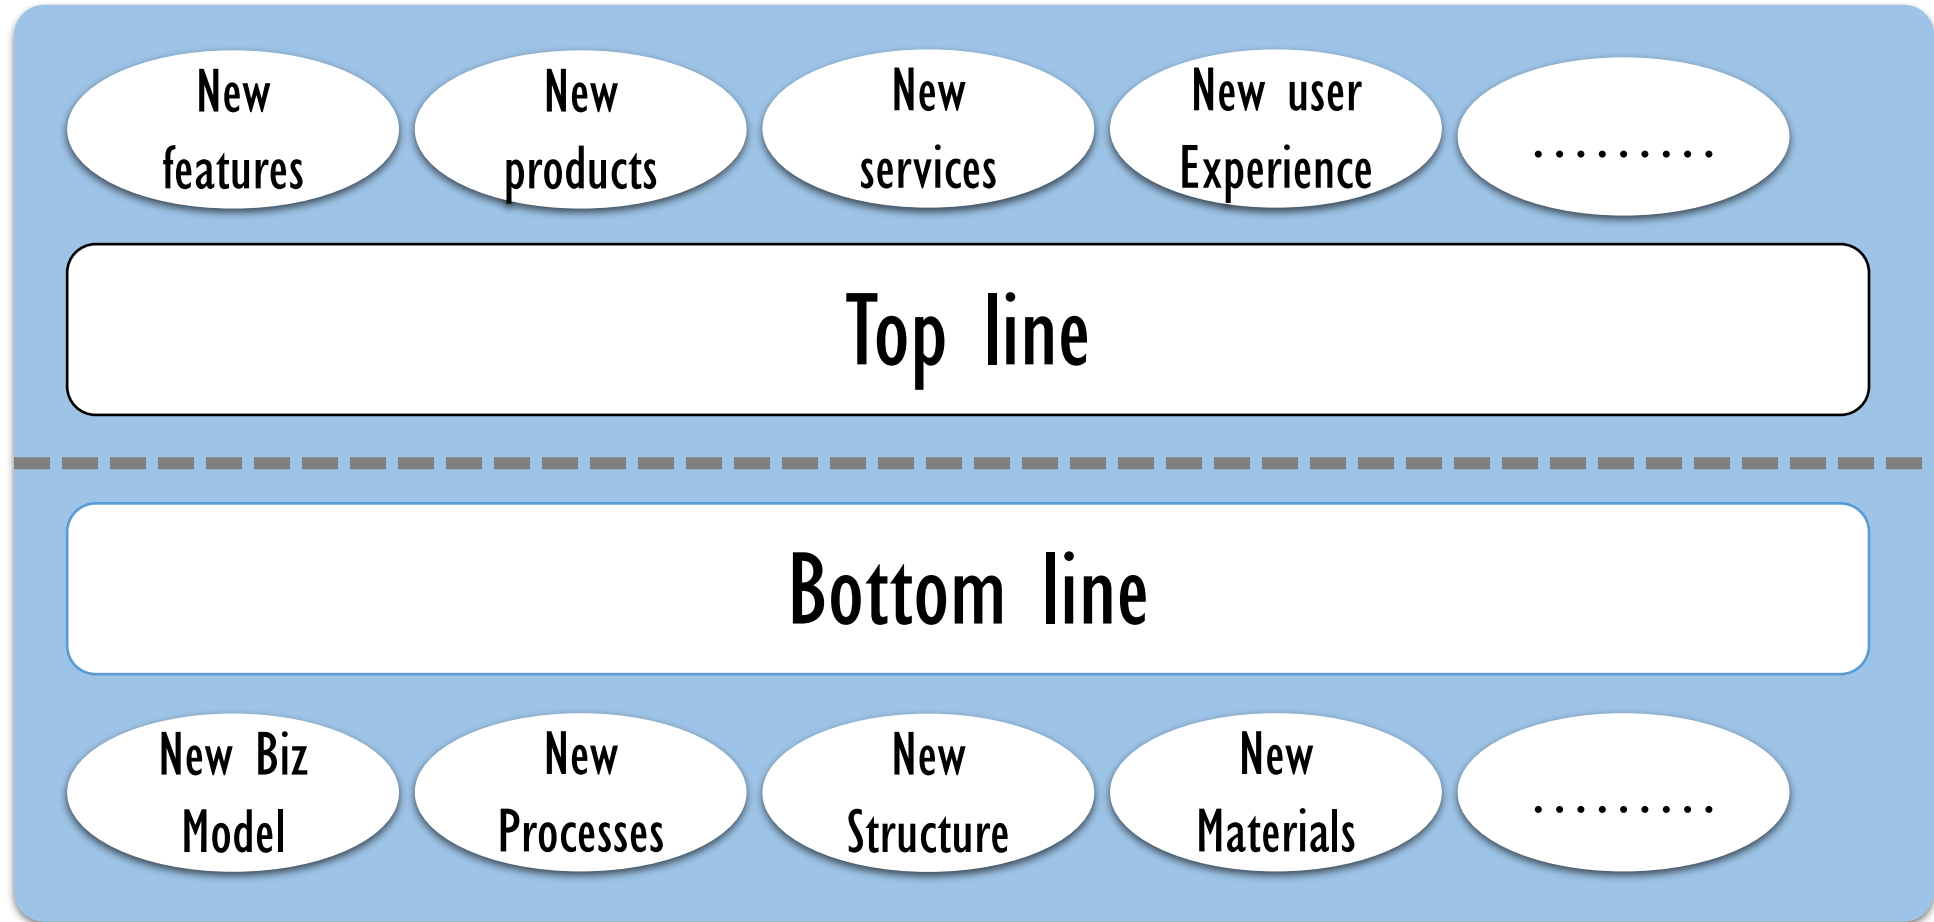 New
features
New
products
New
services
New user
Experience
.........
Top line
Bottom line
New Biz
Model
New
Processes
New
Structure
New
Materials
.........